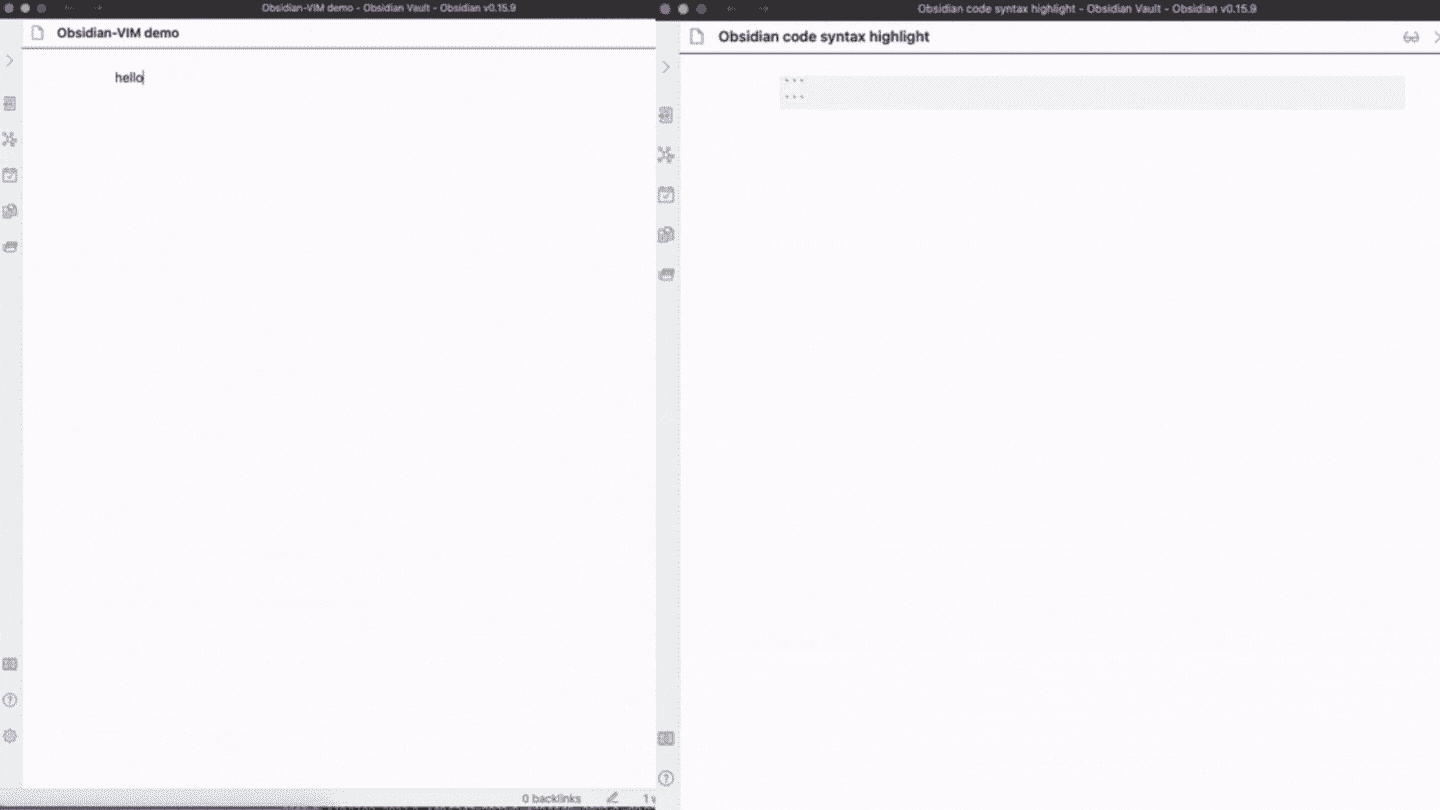 Obsidian-VIM demo - Obsidian Vault - Obsidian v0.15.9
Obsidian-VIM demo
hello
0 backlinks
1 w
Obsidian code syntax highlight - Obsidian Vault - Obsidian v0.15.9
Obsidian code syntax highlight
```
```